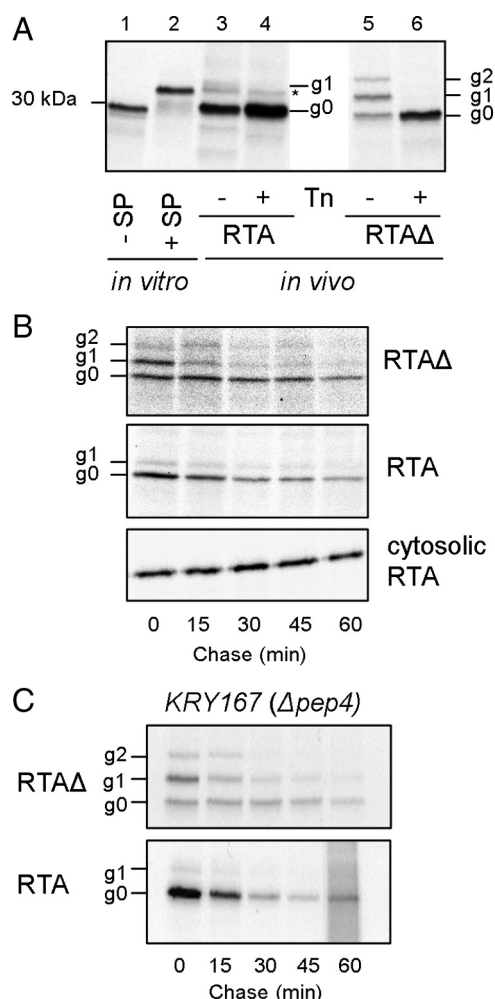 A
1 2 3 4 5 6
30 kDa
g1
*
g0
g2
g1
g0
- SP
+ SP
- + Tn - +
RTA RTAΔ
in vitro in vivo
B
g2
g1
g0
RTAΔ
g1
g0
RTA
cytosolic
RTA
0 15 30 45 60
Chase (min)
C
KRY167 (Δpep4)
RTAΔ
g2
g1
g0
RTA
g1
g0
0 15 30 45 60
Chase (min)